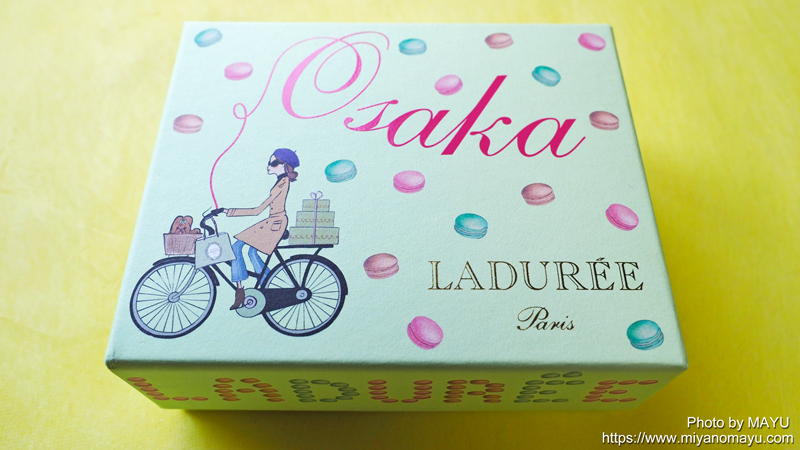 Osaka
LADURÉE
Paris
LADURÉE
Photo by MAYU
https://www.miyanomayu.com/